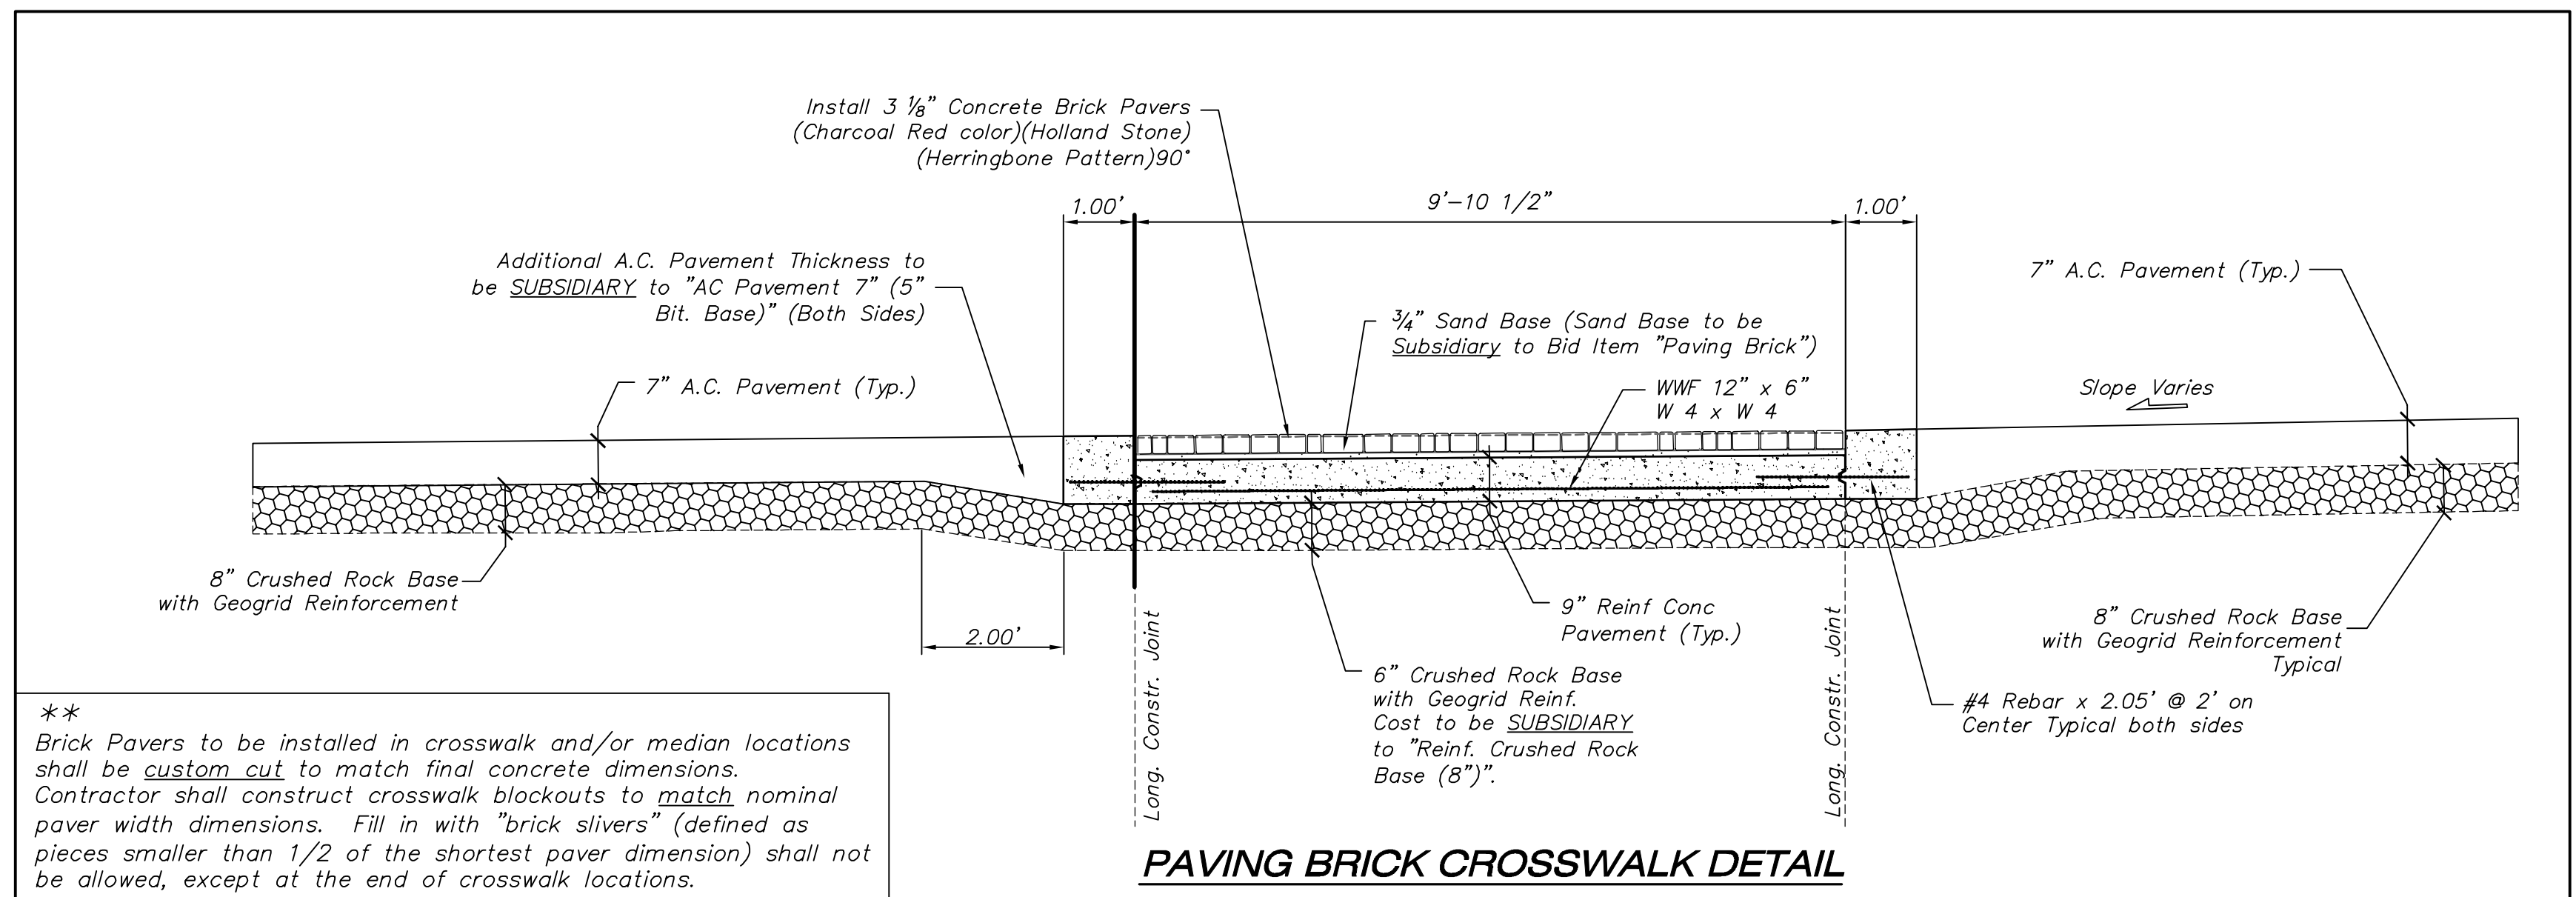 Install 3 ⅛" Concrete Brick Pavers
(Charcoal Red color)(Holland Stone)
(Herringbone Pattern)90°
1.00'
9'-10 1/2"
1.00'
Additional A.C. Pavement Thickness to
be SUBSIDIARY to "AC Pavement 7" (5"
Bit. Base)" (Both Sides)
7" A.C. Pavement (Typ.)
¾" Sand Base (Sand Base to be
Subsidiary to Bid Item "Paving Brick")
7" A.C. Pavement (Typ.)
WWF 12" x 6"
W 4 x W 4
Slope Varies
8" Crushed Rock Base
with Geogrid Reinforcement
2.00'
Long. Constr. Joint
9" Reinf Conc
Pavement (Typ.)
6" Crushed Rock Base
with Geogrid Reinf.
Cost to be SUBSIDIARY
to "Reinf. Crushed Rock
Base (8")".
Long. Constr. Joint
8" Crushed Rock Base
with Geogrid Reinforcement
Typical
#4 Rebar x 2.05' @ 2' on
Center Typical both sides
**
Brick Pavers to be installed in crosswalk and/or median locations
shall be custom cut to match final concrete dimensions.
Contractor shall construct crosswalk blockouts to match nominal
paver width dimensions.  Fill in with "brick slivers" (defined as
pieces smaller than 1/2 of the shortest paver dimension) shall not
be allowed, except at the end of crosswalk locations.
PAVING BRICK CROSSWALK DETAIL